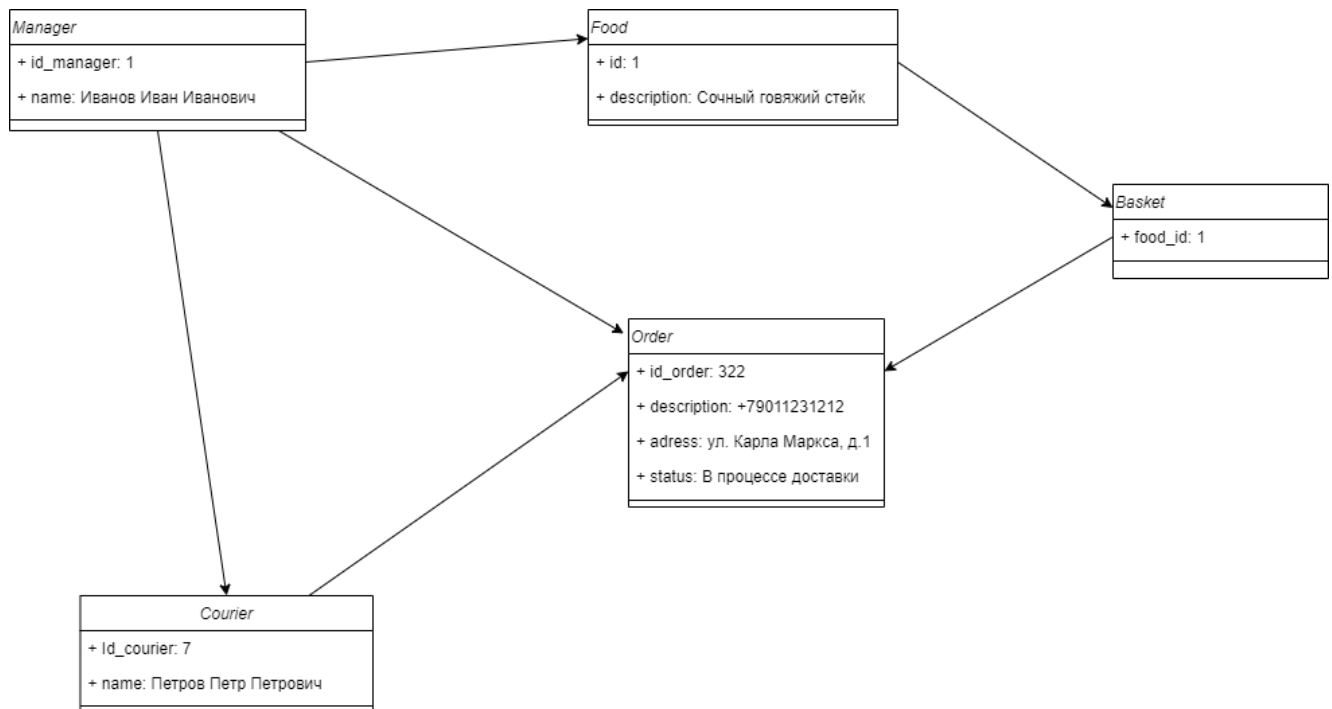 Manager
+ id_manager: 1
+ name: Иванов Иван Иванович
Food
+ id: 1
+ description: Сочный говяжий стейк
Basket
+ food_id: 1
Order
+ id_order: 322
+ description: +79011231212
+ adress: ул. Карла Маркса, д.1
+ status: В процессе доставки
Courier
+ Id_courier: 7
+ name: Петров Петр Петрович